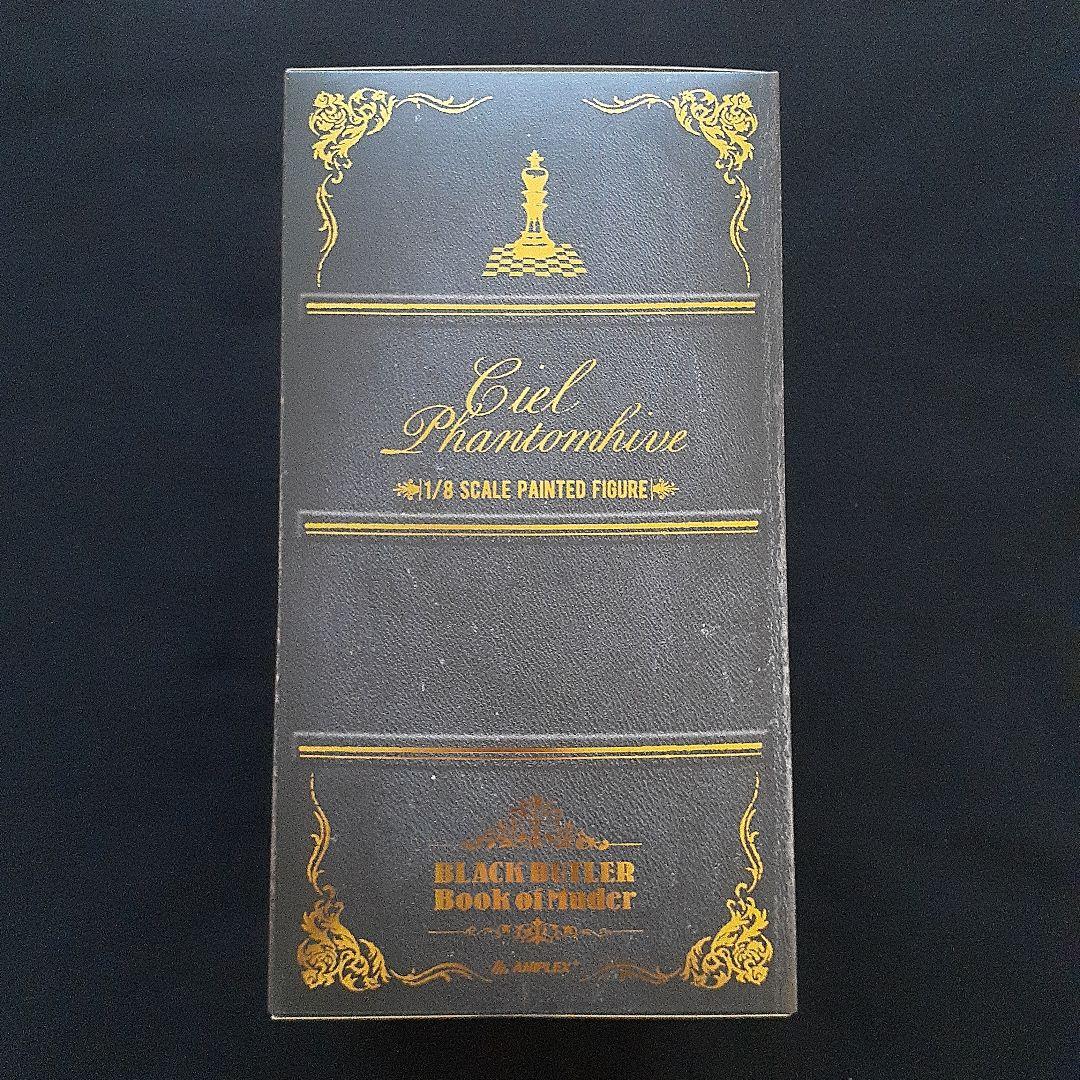 Ciel
Phantomhive
1/8 SCALE PAINTED FIGURE
BLACK BUTLER
Book of Muder
ANIPLEX